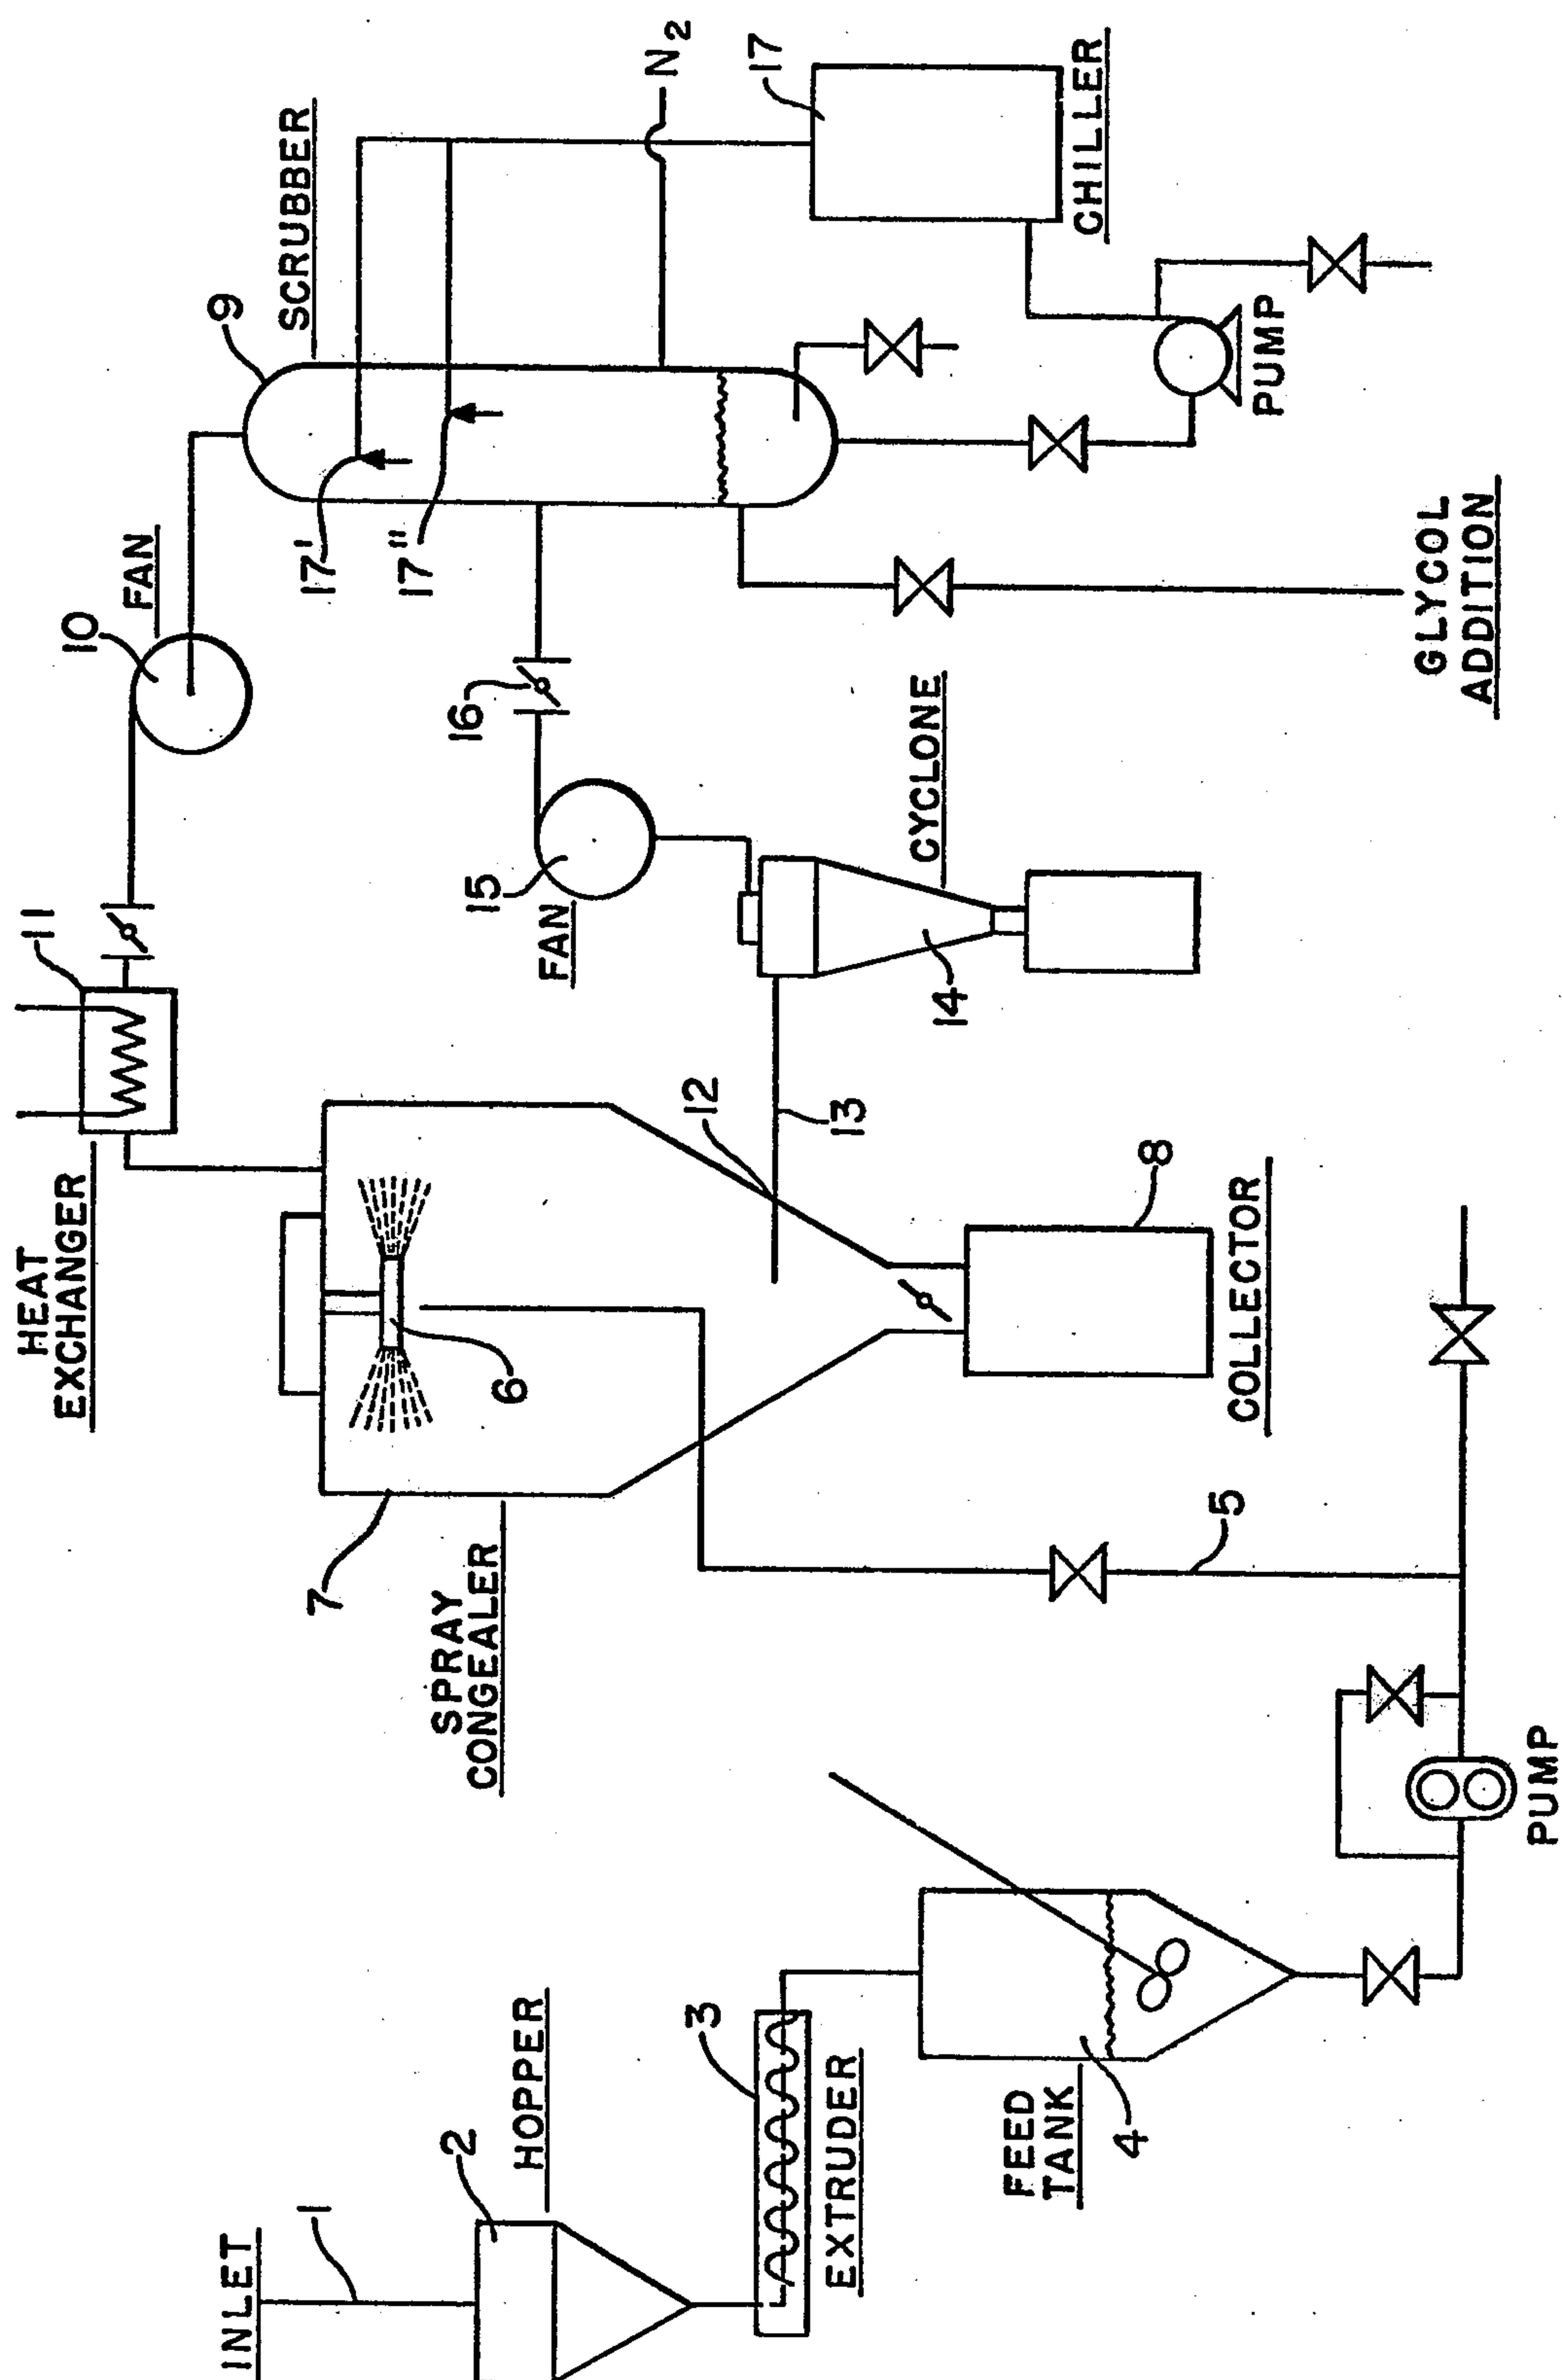 INLET
1
2
HOPPER
3
EXTRUDER
FEED
TANK
4
PUMP
5
SPRAY
CONGEALER
7
6
HEAT
EXCHANGER
11
12
13
8
COLLECTOR
10
FAN
15
FAN
16
14
CYCLONE
9
SCRUBBER
17'
17"
N2
17
CHILLER
PUMP
GLYCOL
ADDITION